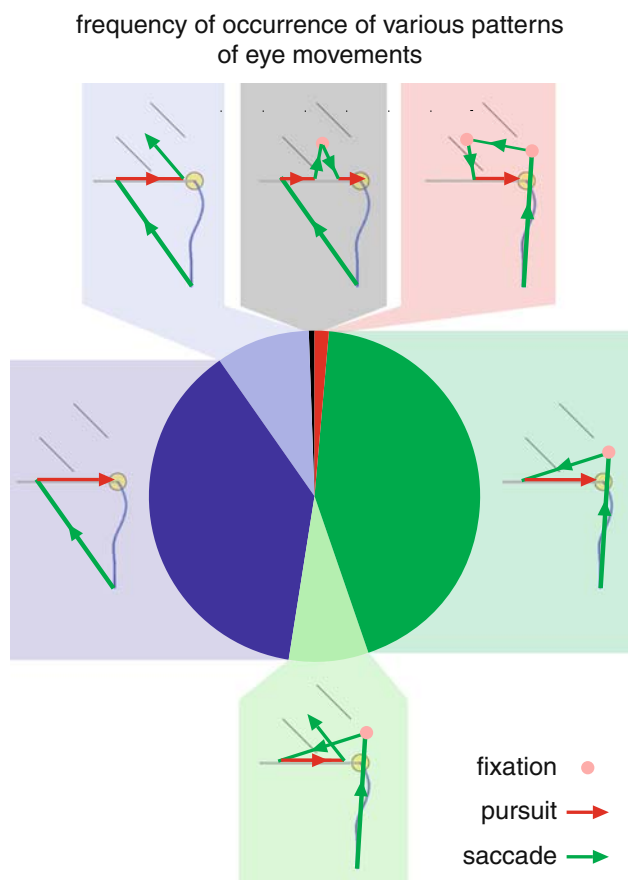 frequency of occurrence of various patterns
of eye movements
fixation
pursuit
saccade